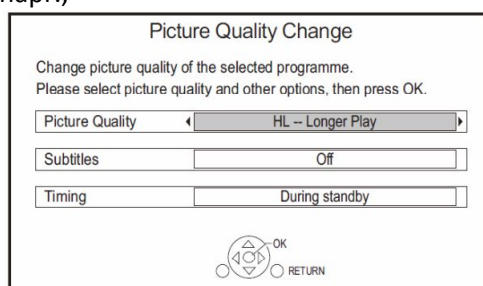 Picture Quality Change
Change picture quality of the selected programme.
Please select picture quality and other options, then press OK.
Picture Quality HL -- Longer Play
Subtitles Off
Timing During standby
OK
RETURN